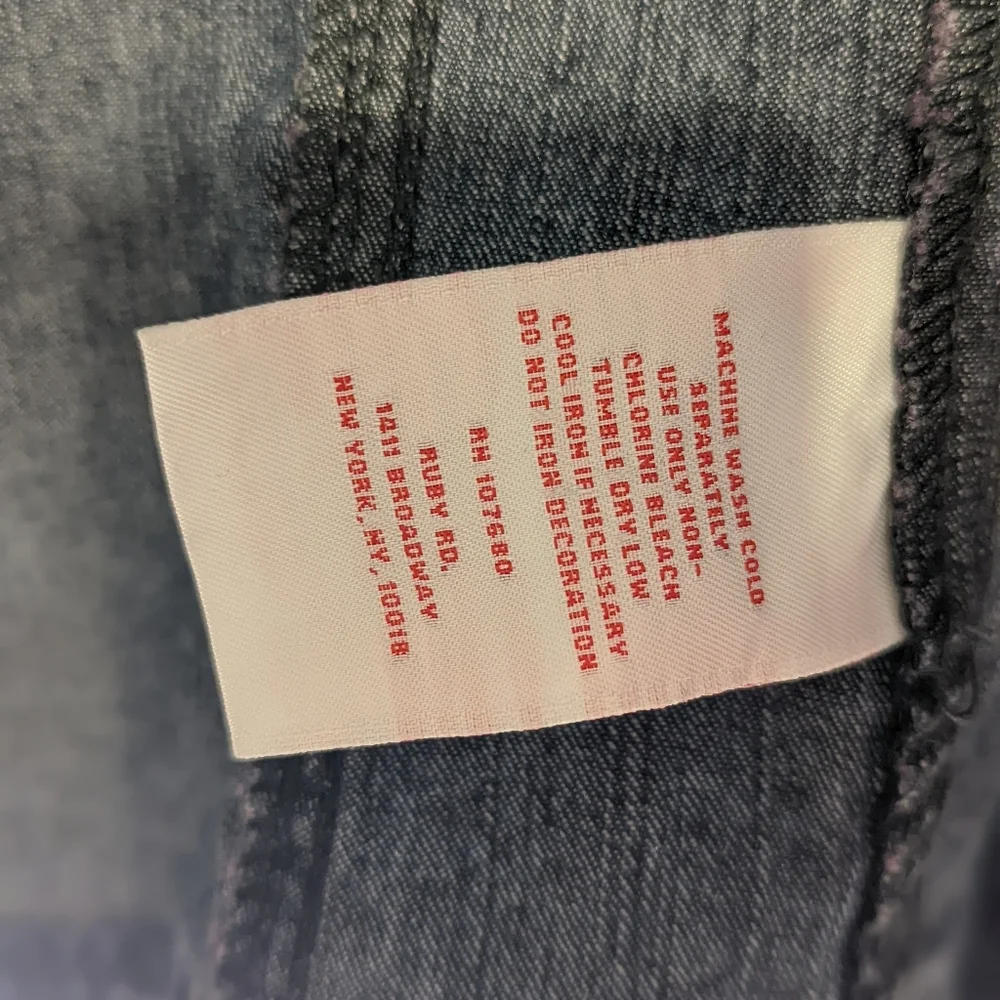 MACHINE WASH COLD
SEPARATELY
USE ONLY NON-
CHLORINE BLEACH
TUMBLE DRY LOW
COOL IRON IF NECESSARY
DO NOT IRON DECORATION
RN 107680
RUBY RD.
1411 BROADWAY
NEW YORK, NY, 10018